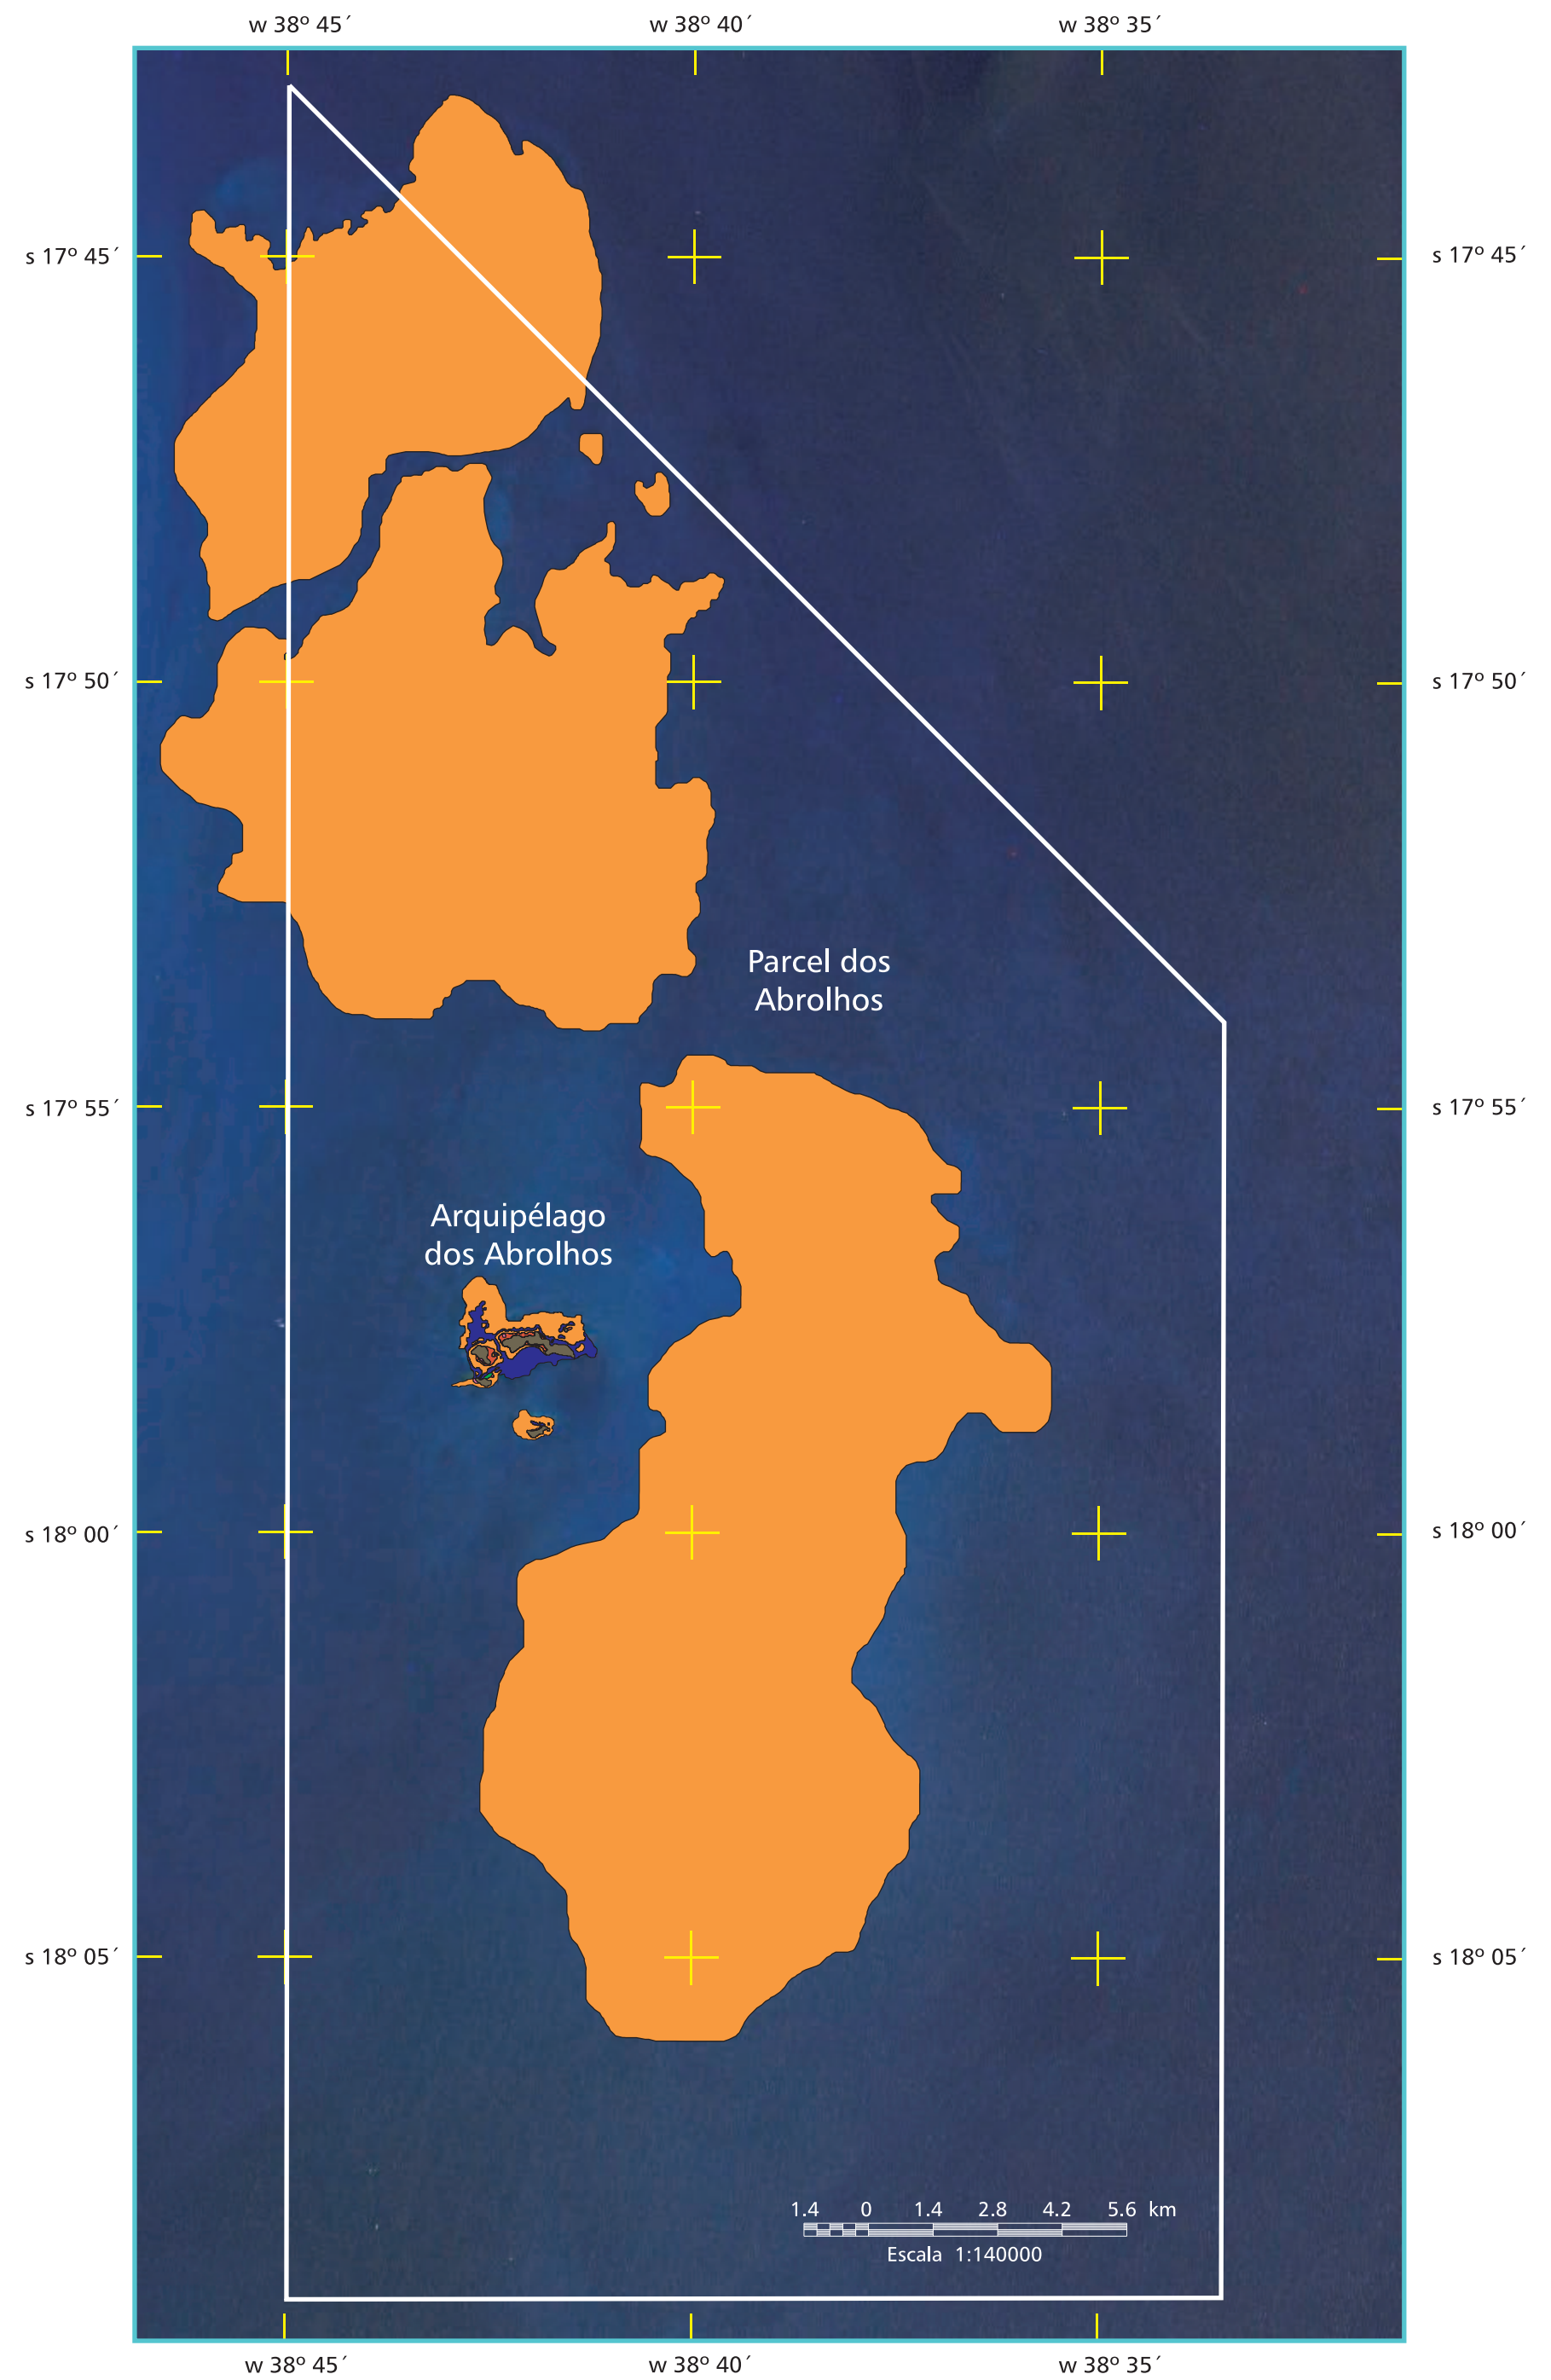 w 38º 45´
w 38º 40´
w 38º 35´
s 17º 45´
s 17º 45´
s 17º 50´
s 17º 50´
Parcel dos
Abrolhos
s 17º 55´
s 17º 55´
Arquipélago
dos Abrolhos
s 18º 00´
s 18º 00´
s 18º 05´
s 18º 05´
1.4 0 1.4 2.8 4.2 5.6 km
Escala 1:140000
w 38º 45´
w 38º 40´
w 38º 35´